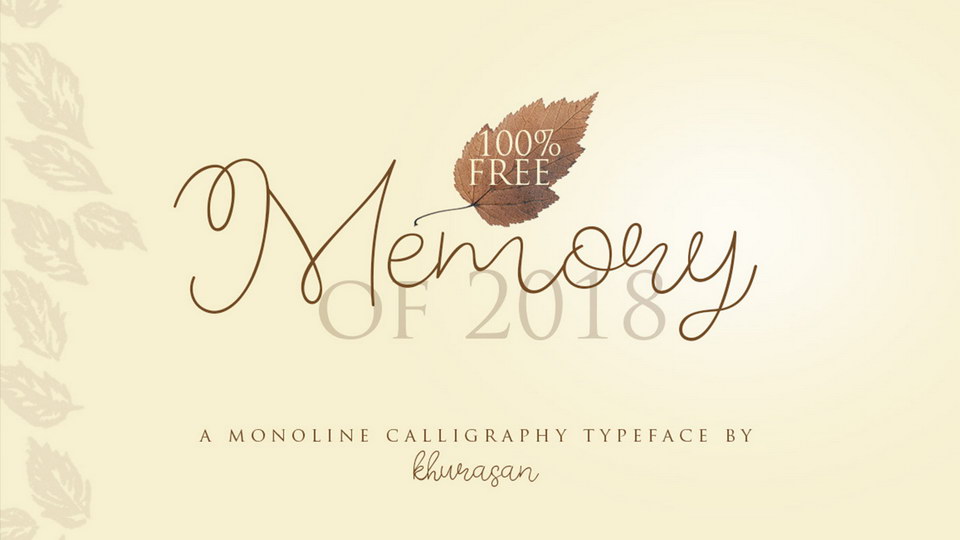 100%
FREE
Memory
OF 2018
A MONOLINE CALLIGRAPHY TYPEFACE BY
khurasan